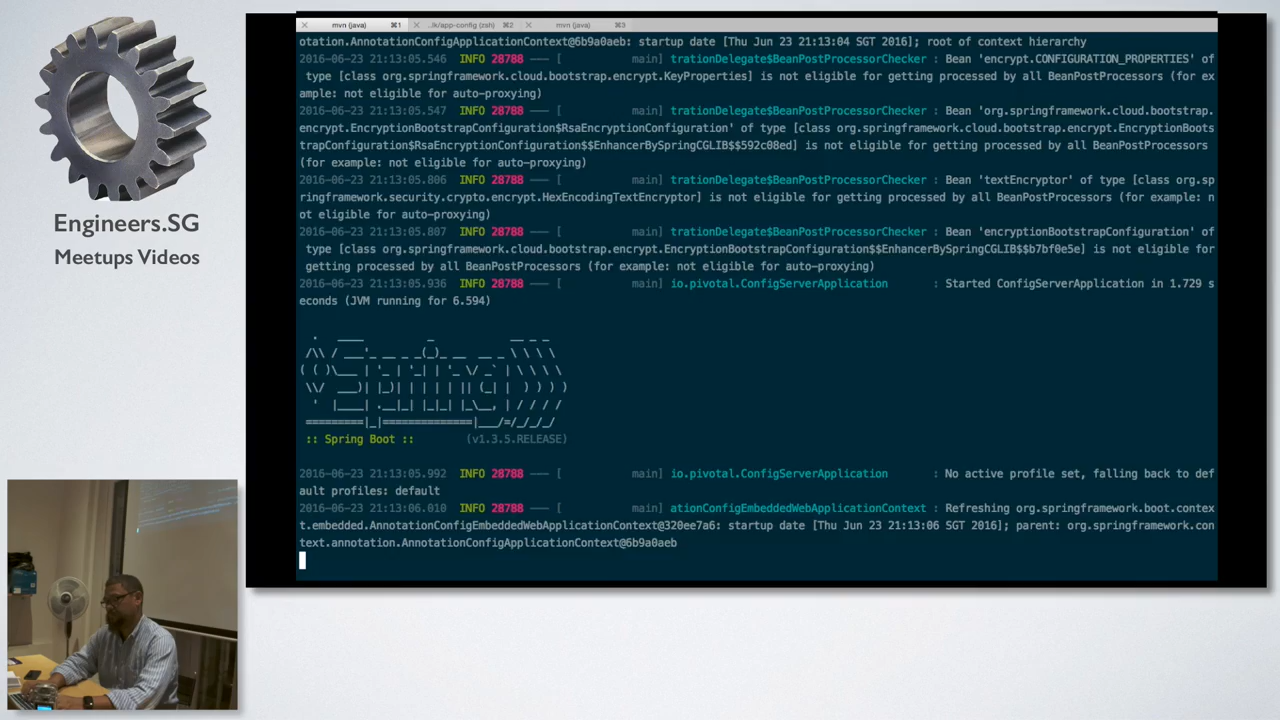 mvn (java) ⌘1 ..lk/app-config (zsh) ⌘2 mvn (java) ⌘3
otation.AnnotationConfigApplicationContext@6b9a0aeb: startup date [Thu Jun 23 21:13:04 SGT 2016]; root of context hierarchy
2016-06-23 21:13:05.546 INFO 28788 --- [ main] trationDelegate$BeanPostProcessorChecker : Bean 'encrypt.CONFIGURATION_PROPERTIES' of
type [class org.springframework.cloud.bootstrap.encrypt.KeyProperties] is not eligible for getting processed by all BeanPostProcessors (for ex
ample: not eligible for auto-proxying)
2016-06-23 21:13:05.547 INFO 28788 --- [ main] trationDelegate$BeanPostProcessorChecker : Bean 'org.springframework.cloud.bootstrap.
encrypt.EncryptionBootstrapConfiguration$RsaEncryptionConfiguration' of type [class org.springframework.cloud.bootstrap.encrypt.EncryptionBoots
trapConfiguration$RsaEncryptionConfiguration$$EnhancerBySpringCGLIB$$592c08ed] is not eligible for getting processed by all BeanPostProcessors
(for example: not eligible for auto-proxying)
2016-06-23 21:13:05.806 INFO 28788 --- [ main] trationDelegate$BeanPostProcessorChecker : Bean 'textEncryptor' of type [class org.sp
ringframework.security.crypto.encrypt.HexEncodingTextEncryptor] is not eligible for getting processed by all BeanPostProcessors (for example: n
ot eligible for auto-proxying)
2016-06-23 21:13:05.807 INFO 28788 --- [ main] trationDelegate$BeanPostProcessorChecker : Bean 'encryptionBootstrapConfiguration' of
type [class org.springframework.cloud.bootstrap.encrypt.EncryptionBootstrapConfiguration$$EnhancerBySpringCGLIB$$b7bf0e5e] is not eligible for
getting processed by all BeanPostProcessors (for example: not eligible for auto-proxying)
2016-06-23 21:13:05.936 INFO 28788 --- [ main] io.pivotal.ConfigServerApplication : Started ConfigServerApplication in 1.729 s
econds (JVM running for 6.594)
Spring
:: Spring Boot :: (v1.3.5.RELEASE)
2016-06-23 21:13:05.992 INFO 28788 --- [ main] io.pivotal.ConfigServerApplication : No active profile set, falling back to def
ault profiles: default
2016-06-23 21:13:06.010 INFO 28788 --- [ main] ationConfigEmbeddedWebApplicationContext : Refreshing org.springframework.boot.contex
t.embedded.AnnotationConfigEmbeddedWebApplicationContext@320ee7a6: startup date [Thu Jun 23 21:13:06 SGT 2016]; parent: org.springframework.con
text.annotation.AnnotationConfigApplicationContext@6b9a0aeb
Engineers.SG
Meetups Videos